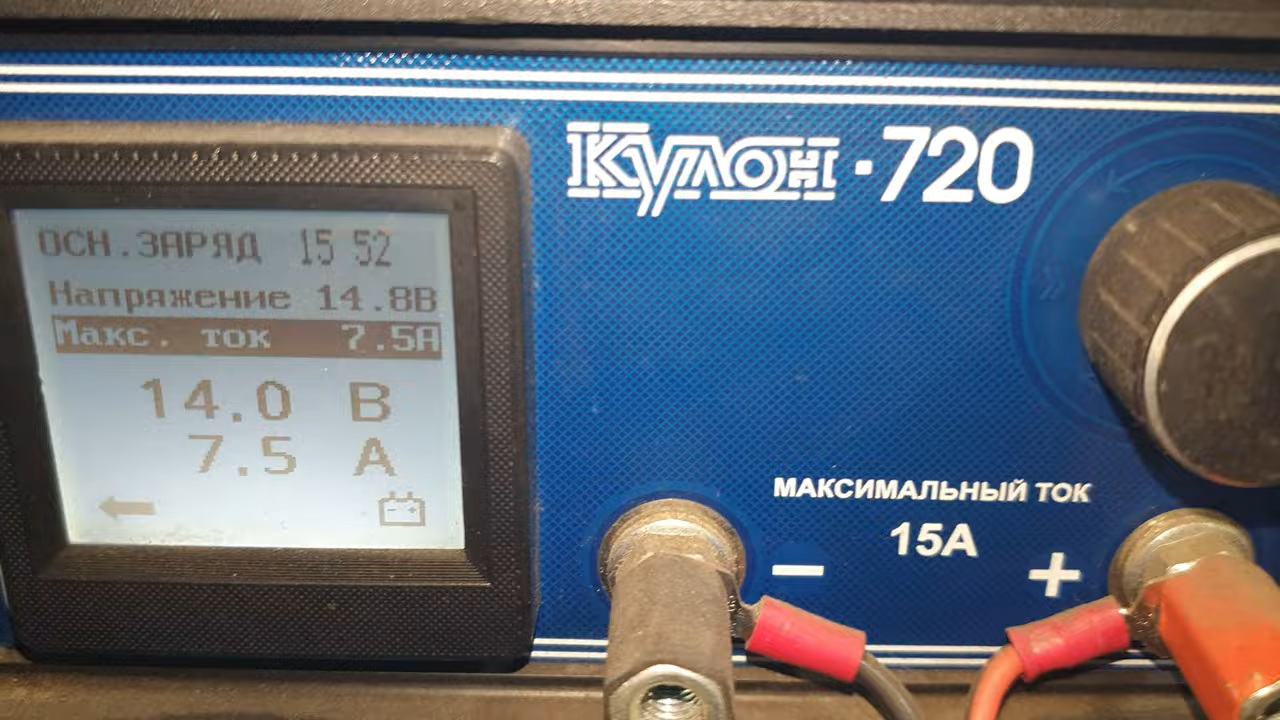 ОСН.ЗАРЯД 15 52
Напряжение 14.8В
Макс. ток 7.5А
14.0 В
7.5 А
- +
Кулон-720
МАКСИМАЛЬНЫЙ ТОК
15А
− +